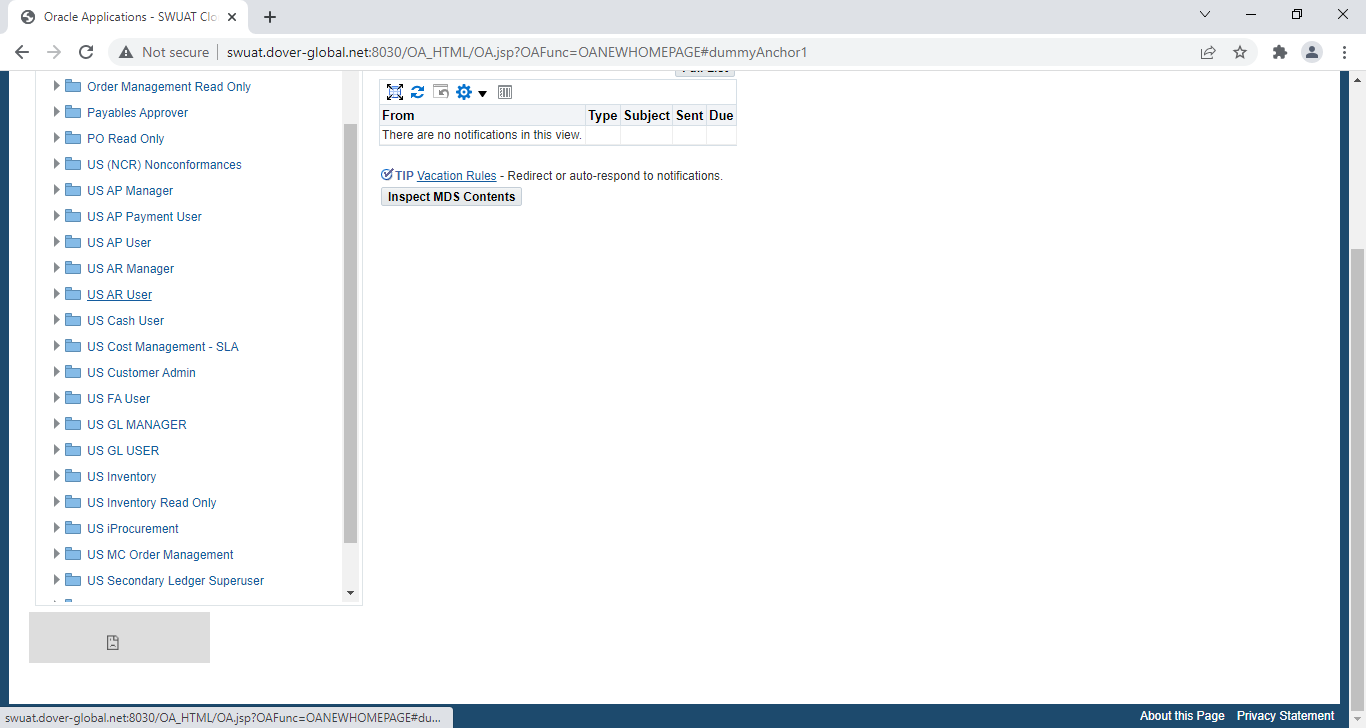 Oracle Applications - SWUAT Clo
Not secure
swuat.dover-global.net:8030/OA_HTML/OA.jsp?OAFunc=OANEWHOMEPAGE#dummyAnchor1
Order Management Read Only
Payables Approver
PO Read Only
US (NCR) Nonconformances
US AP Manager
US AP Payment User
US AP User
US AR Manager
US AR User
US Cash User
US Cost Management - SLA
US Customer Admin
US FA User
US GL MANAGER
US GL USER
US Inventory
US Inventory Read Only
US iProcurement
US MC Order Management
US Secondary Ledger Superuser
From Type Subject Sent Due
There are no notifications in this view.
TIP Vacation Rules - Redirect or auto-respond to notifications.
Inspect MDS Contents
swuat.dover-global.net:8030/OA_HTML/OA.jsp?OAFunc=OANEWHOMEPAGE#du...
About this Page Privacy Statement